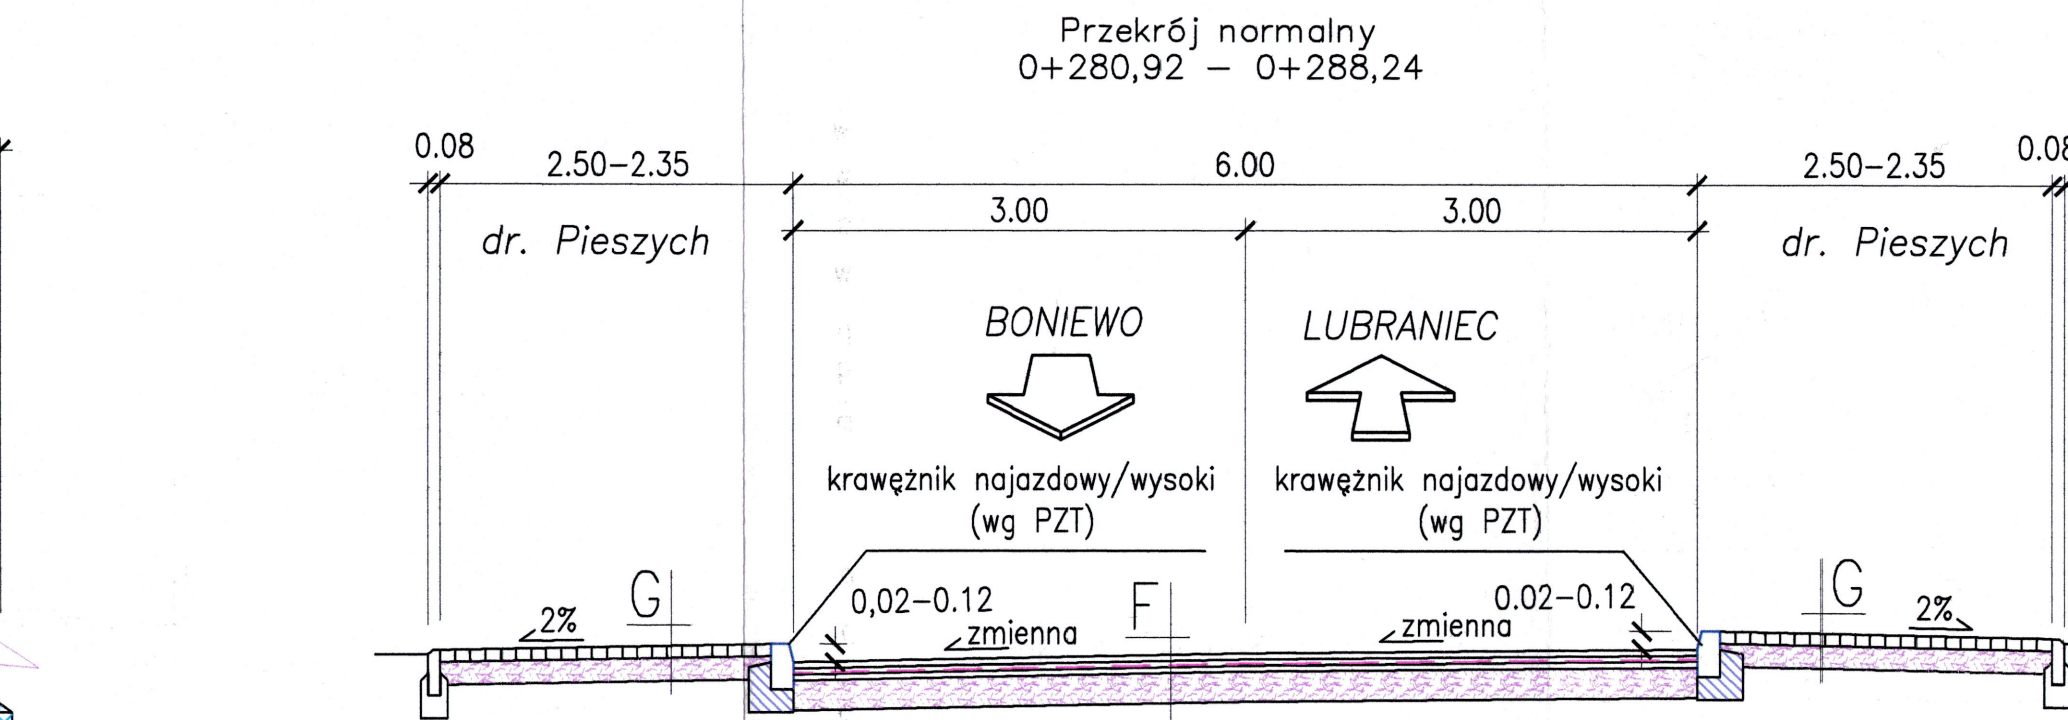 Przekrój normalny
0+280,92 – 0+288,24
0.08
2.50–2.35
6.00
2.50–2.35
0.08
3.00
3.00
dr. Pieszych
dr. Pieszych
BONIEWO
LUBRANIEC
krawężnik najazdowy/wysoki
(wg PZT)
krawężnik najazdowy/wysoki
(wg PZT)
G
2%
0,02–0.12
zmienna
F
0.02–0.12
zmienna
G
2%